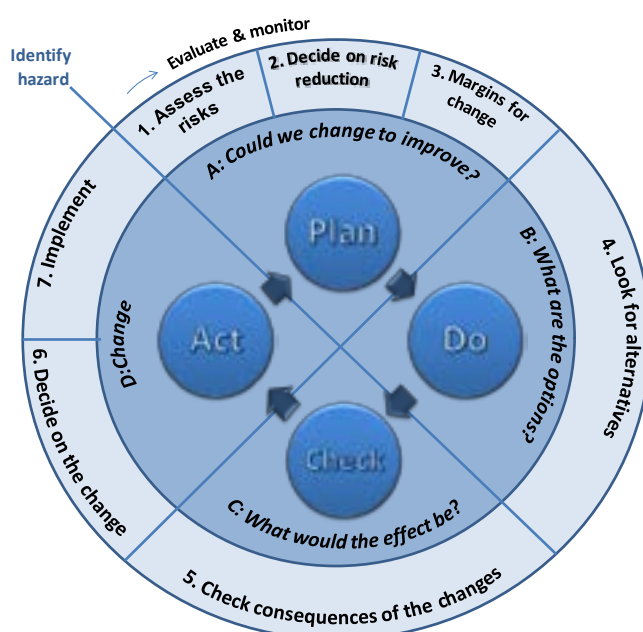 Identify
hazard
Evaluate & monitor
1. Assess the
risks
2. Decide on risk
reduction
3. Margins for
change
4. Look for alternatives
5. Check consequences of the changes
6. Decide on the change
7. Implement
A: Could we change to improve?
B: What are the options?
C: What would the effect be?
D:Change
Plan
Do
Check
Act